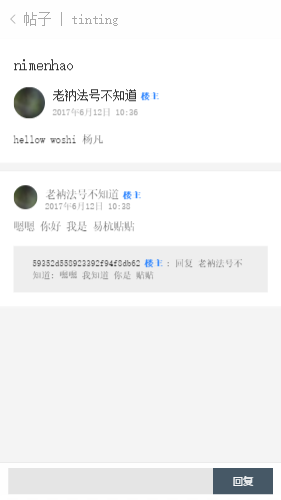 帖子 | tinting
nimenhao
老衲法号不知道 楼主
2017年6月12日 10:36
hellow woshi 杨凡
老衲法号不知道 楼主
2017年6月12日 10:38
嗯嗯 你好 我是 易杭贴贴
59352d558923392f94f8db62 楼主：回复 老衲法号不
知道：嗯嗯 我知道 你是 贴贴
回复